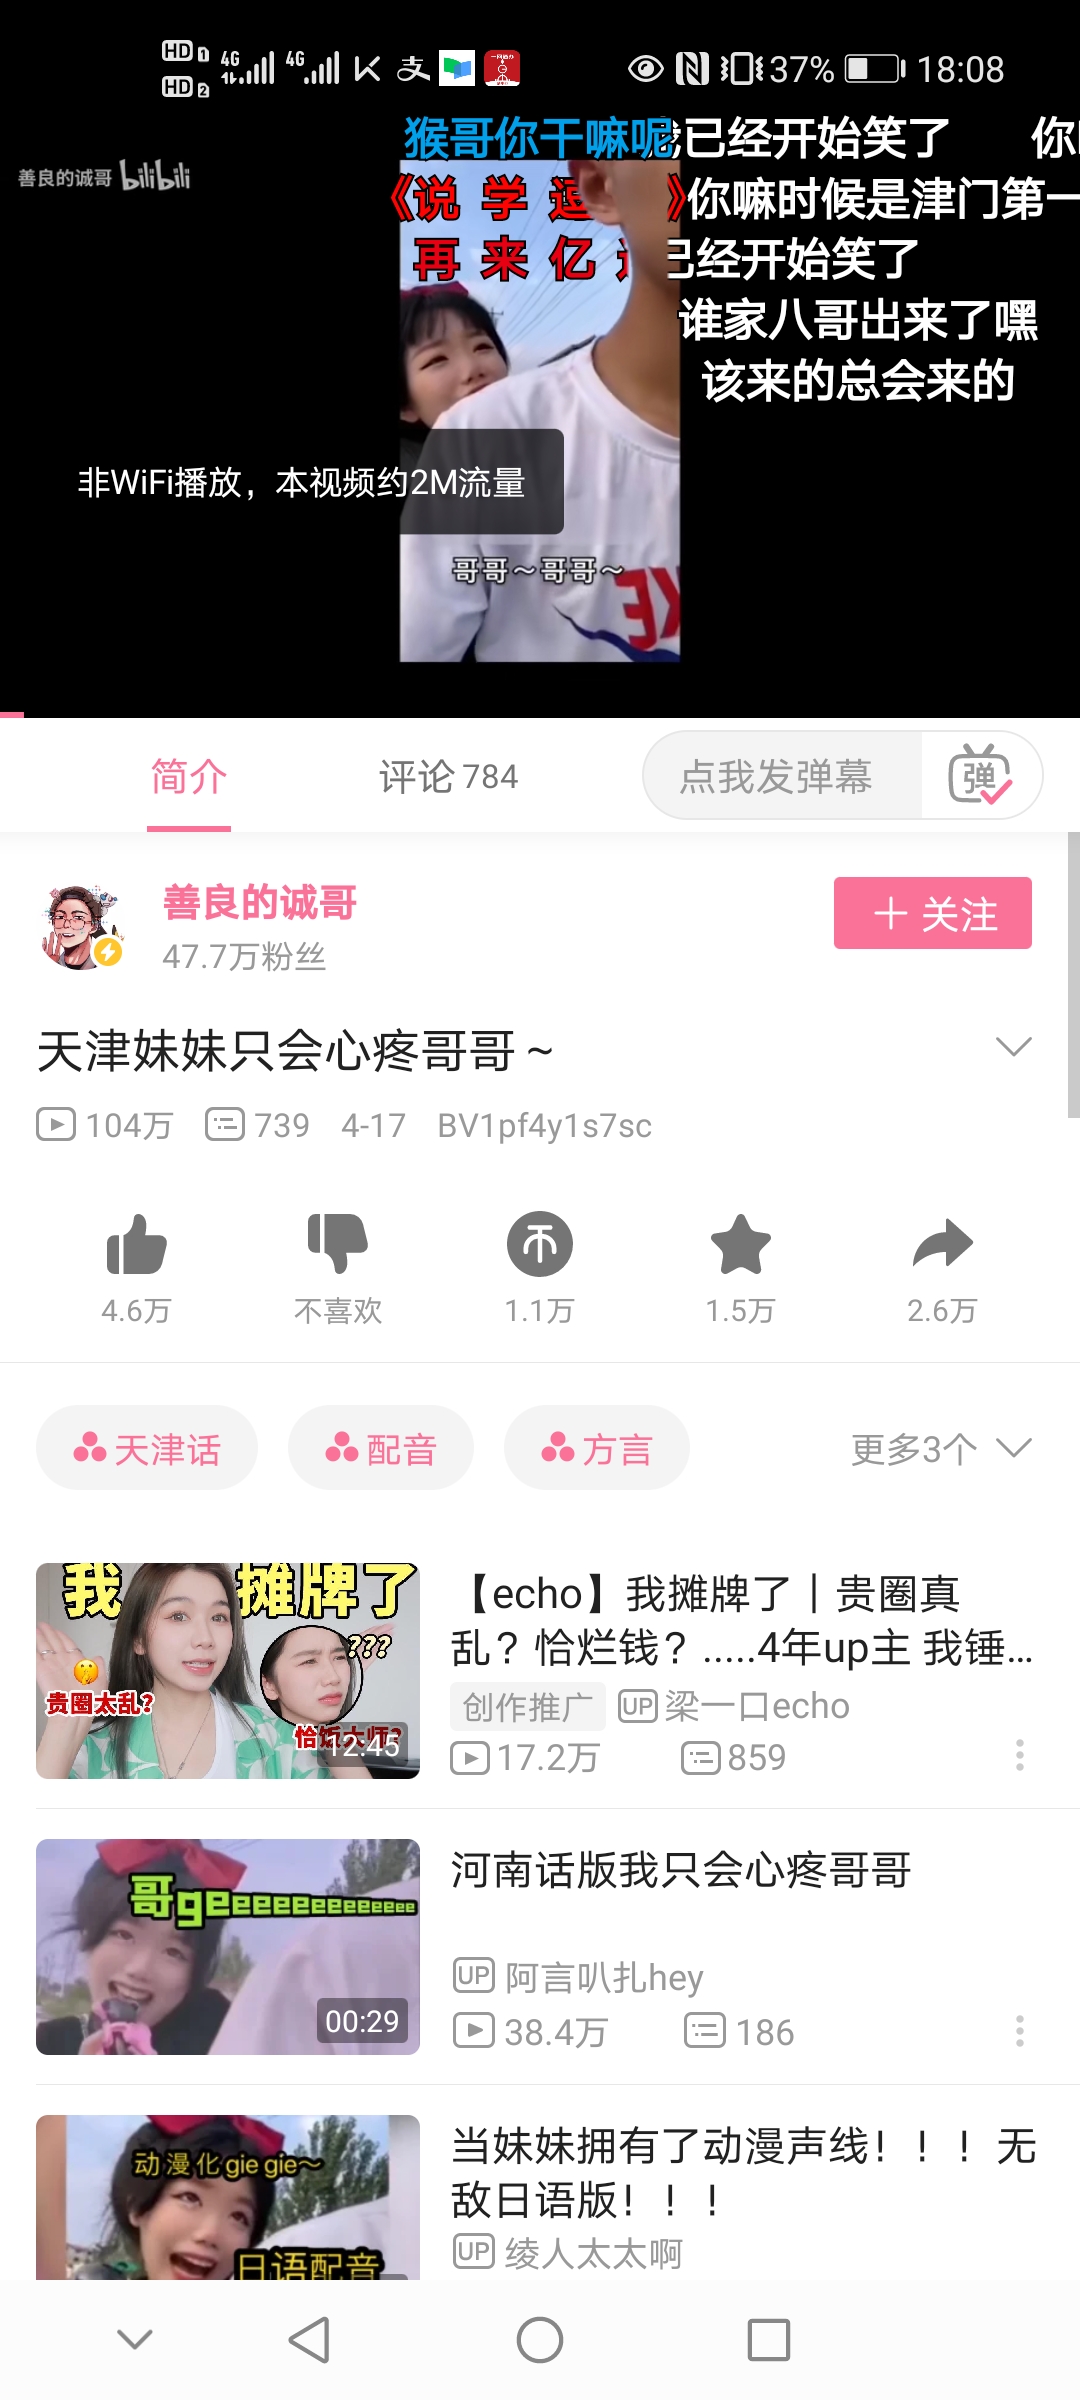 HD 1 4G 4G 37% 18:08
HD 2
猴哥你干嘛呢 已经开始笑了
善良的诚哥 bilibili
《说 学 逗 》 你嘛时候是津门第一
再 来 亿 已经开始笑了
谁家八哥出来了嘿
该来的总会来的
非WiFi播放，本视频约2M流量
哥哥～哥哥～
简介 评论 784 点我发弹幕 弹
善良的诚哥
47.7万粉丝
＋ 关注
天津妹妹只会心疼哥哥～
104万 739 4-17 BV1pf4y1s7sc
4.6万 不喜欢 1.1万 1.5万 2.6万
天津话 配音 方言 更多3个
我 摊牌了
???
贵圈太乱？
恰饭大师？
12:45
【echo】我摊牌了｜贵圈真
乱？恰烂钱？.....4年up主 我锤...
创作推广 UP 梁一口echo
17.2万 859
哥geeeeeeeeeeeeee
00:29
河南话版我只会心疼哥哥
UP 阿言叭扎hey
38.4万 186
动漫化gie gie～
日语配音
当妹妹拥有了动漫声线！！！无
敌日语版！！！
UP 绫人太太啊